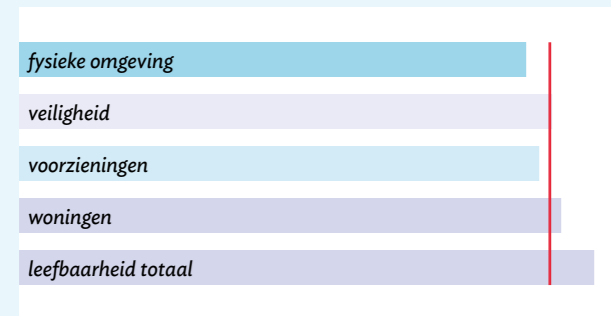 fysieke omgeving
veiligheid
voorzieningen
woningen
leefbaarheid totaal